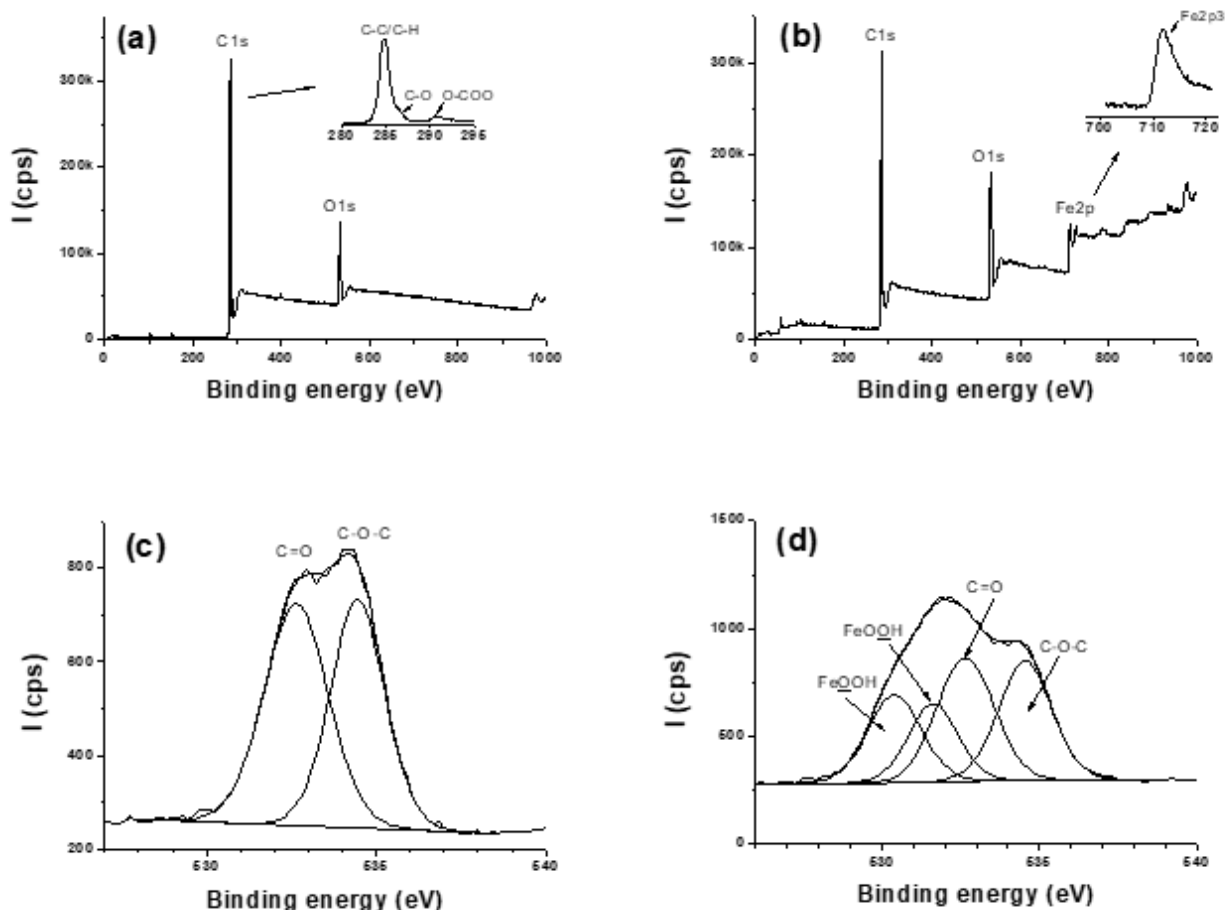 (a)
C1s
C-C/C-H
C-O
O-COO
280 285 290 295
O1s
300k
200k
100k
0
I (cps)
0 200 400 600 800 1000
Binding energy (eV)
(b)
C1s
Fe2p3
700 710 720
O1s
Fe2p
300k
200k
100k
0
I (cps)
0 200 400 600 800 1000
Binding energy (eV)
(c)
C=O
C-O-C
800
600
400
200
I (cps)
530 535 540
Binding energy (eV)
(d)
C=O
FeOOH
C-O-C
FeOOH
1500
1000
500
0
I (cps)
530 535 540
Binding energy (eV)